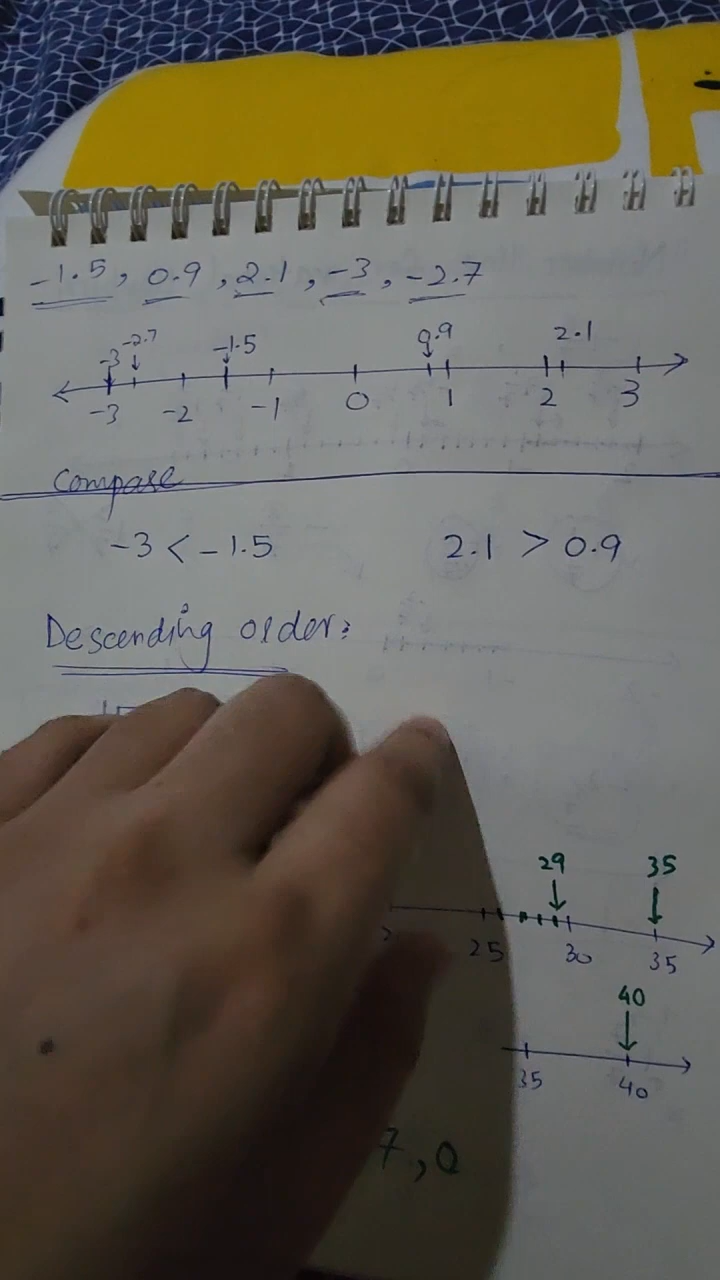 -1.5, 0.9, 2.1, -3, -2.7
-3 -2.7 -1.5 0.9 2.1
-3 -2 -1 0 1 2 3
Compare
-3 < -1.5 2.1 > 0.9
Descending order:
29 35
25 30 35
40
35 40
7, 0